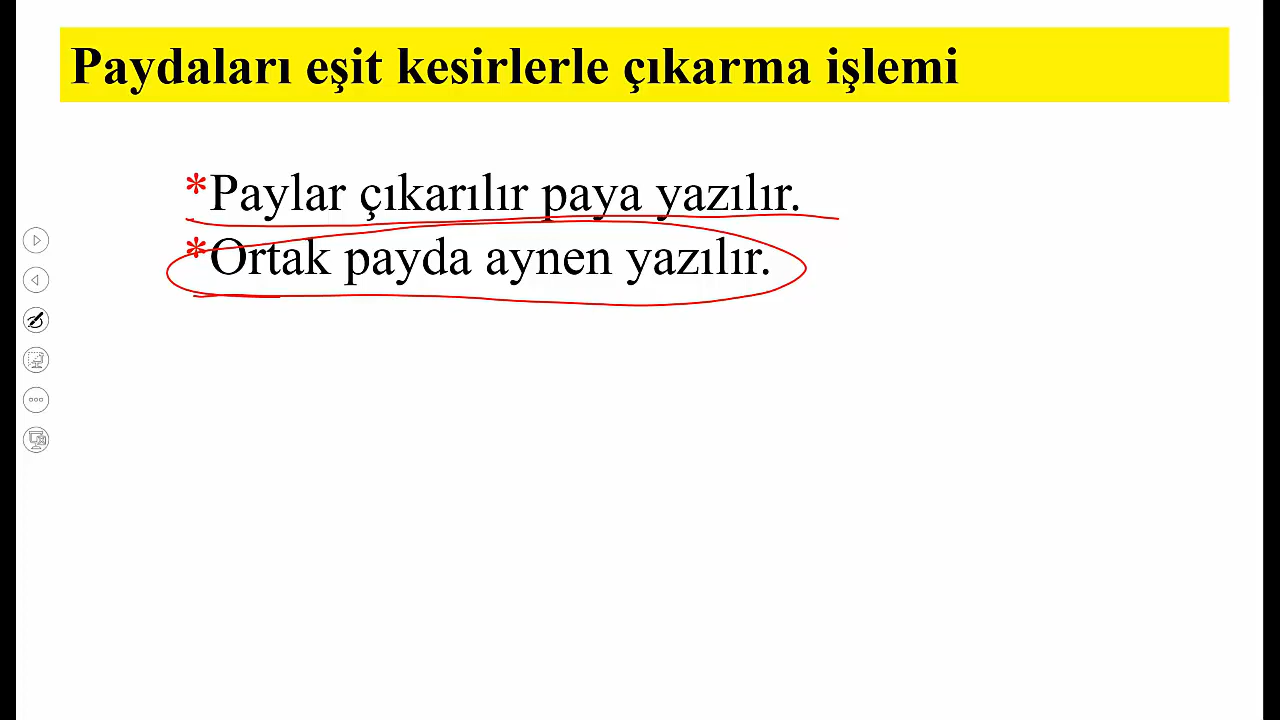 Paydaları eşit kesirlerle çıkarma işlemi
*Paylar çıkarılır paya yazılır.
*Ortak payda aynen yazılır.